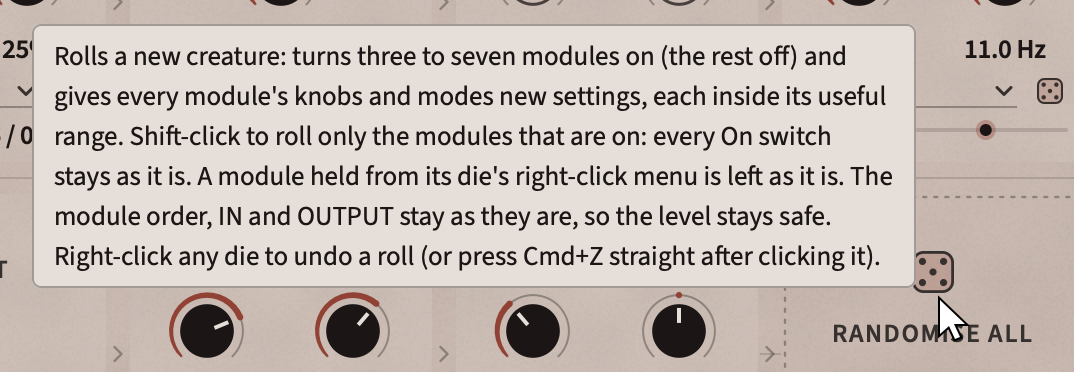 25
11.0 Hz
Rolls a new creature: turns three to seven modules on (the rest off) and
gives every module's knobs and modes new settings, each inside its useful
range. Shift-click to roll only the modules that are on: every On switch
stays as it is. A module held from its die's right-click menu is left as it is. The
module order, IN and OUTPUT stay as they are, so the level stays safe.
Right-click any die to undo a roll (or press Cmd+Z straight after clicking it).
/ 0
T
RANDOMISE ALL